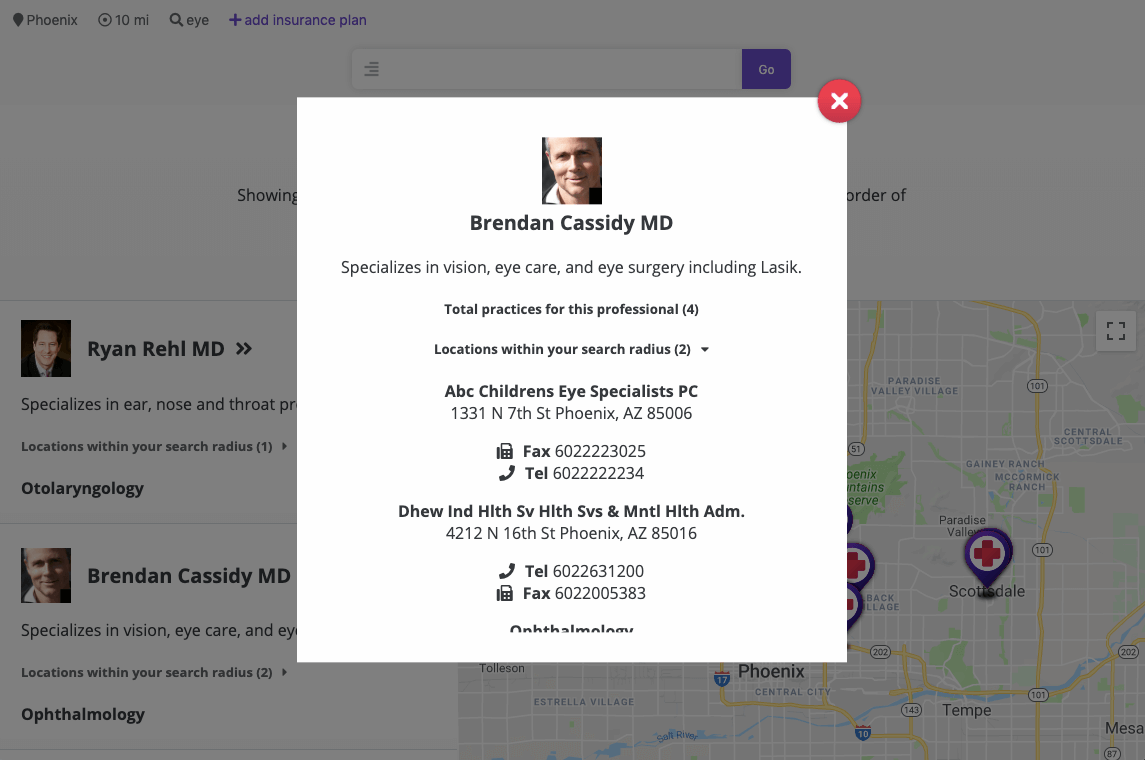 Phoenix 10 mi eye add insurance plan
Go
Showing
order of
Brendan Cassidy MD
Specializes in vision, eye care, and eye surgery including Lasik.
Total practices for this professional (4)
Locations within your search radius (2)
Abc Childrens Eye Specialists PC
1331 N 7th St Phoenix, AZ 85006
Fax 6022223025
Tel 6022222234
Dhew Ind Hlth Sv Hlth Svs & Mntl Hlth Adm.
4212 N 16th St Phoenix, AZ 85016
Tel 6022631200
Fax 6022005383
Ophthalmology
Ryan Rehl MD
Specializes in ear, nose and throat
Locations within your search radius (1)
Otolaryngology
Brendan Cassidy MD
Specializes in vision, eye care, and
Locations within your search radius (2)
Ophthalmology
PARADISE
VALLEY VILLAGE
101
CENTRAL
SCOTTSDALE
51
GAINEY RANCH
MCCORMICK
RANCH
Paradise
Valley
101
Scottsdale
202
202
Tolleson
17
Phoenix
CENTRAL CITY
ESTRELLA VILLAGE
101
143
Tempe
10
Salt River
Mesa
87